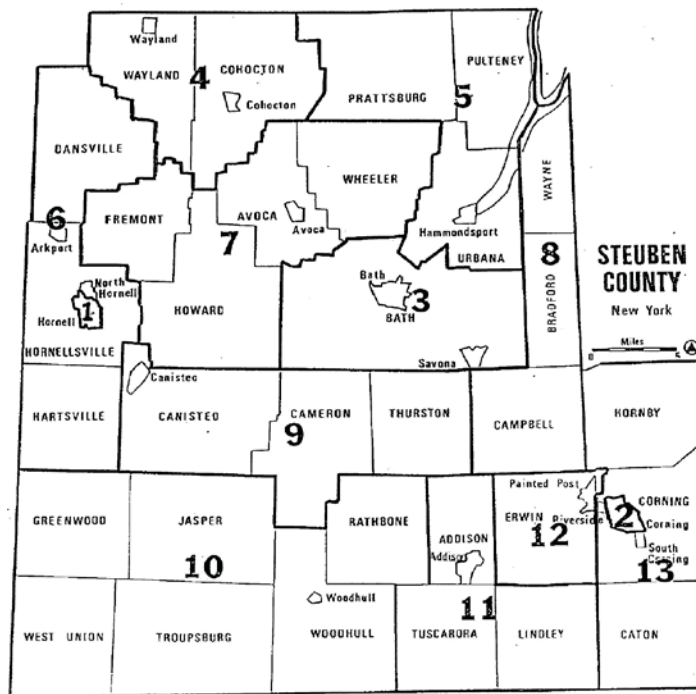 Wayland
WAYLAND
4
COHOCTON
Cohocton
PULTENEY
PRATTSBURG
5
DANSVILLE
WHEELER
WAYNE
FREMONT
AVOCA
Avoca
Hammondsport
6
Arkport
7
URBANA
8
BRADFORD
STEUBEN
COUNTY
New York
Miles
North
Hornell
1
Hornell
HORNELLSVILLE
HOWARD
Bath
3
BATH
Savona
Canisteo
HARTSVILLE
CANISTEO
CAMERON
9
THURSTON
CAMPBELL
HORNBY
Painted Post
GREENWOOD
JASPER
10
RATHBONE
ADDISON
Addison
ERWIN
Riverside
12
2
CORNING
Corning
South
Corning
13
Woodhull
11
WEST UNION
TROUPSBURG
WOODHULL
TUSCARORA
LINDLEY
CATON